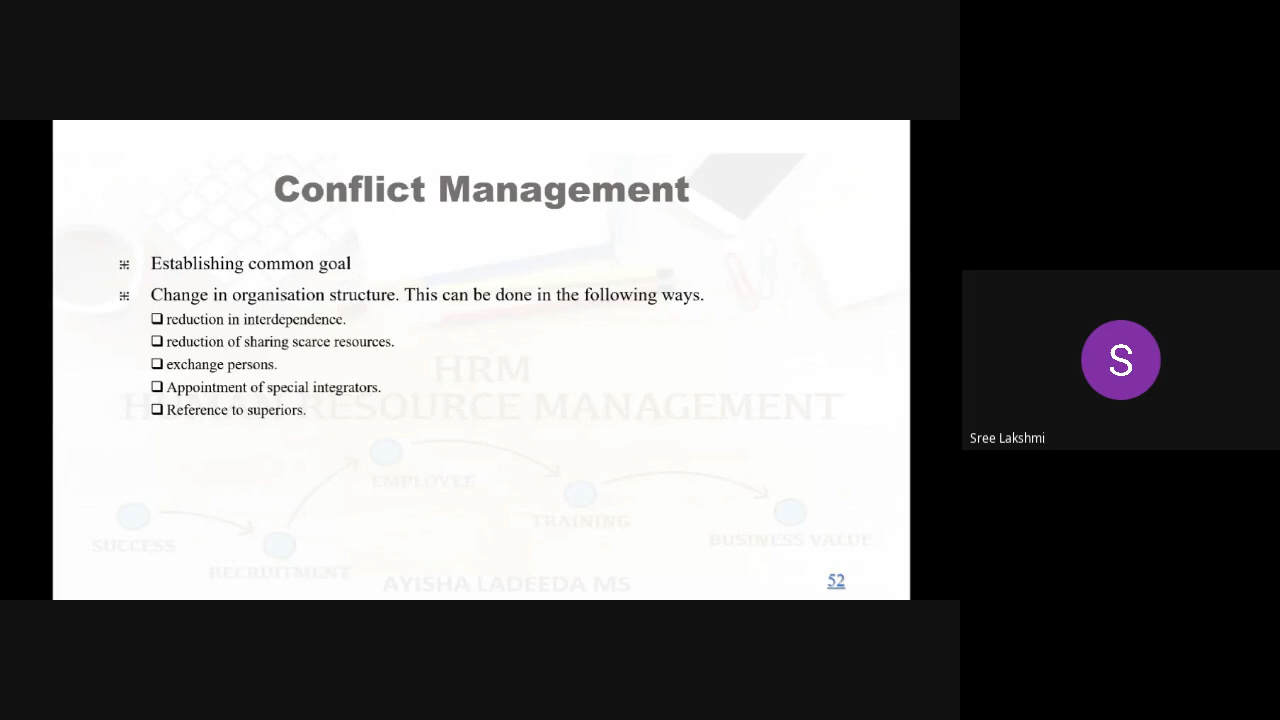 Conflict Management
Establishing common goal
Change in organisation structure. This can be done in the following ways.
reduction in interdependence.
reduction of sharing scarce resources.
exchange persons.
Appointment of special integrators.
Reference to superiors.
HRM
HUMAN RESOURCE MANAGEMENT
EMPLOYEE
TRAINING
SUCCESS
BUSINESS VALUE
RECRUITMENT
AYISHA LADEEDA MS
52
S
Sree Lakshmi